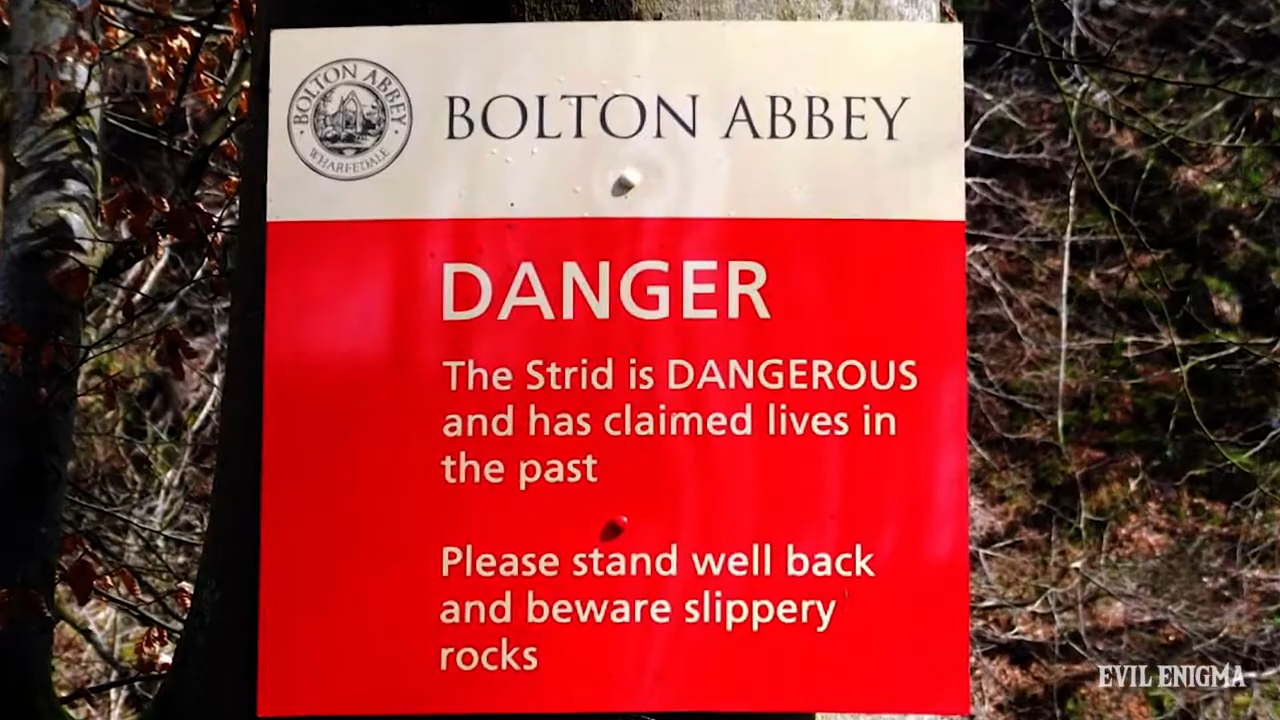 BOLTON ABBEY
WHARFEDALE
BOLTON ABBEY
DANGER
The Strid is DANGEROUS
and has claimed lives in
the past
Please stand well back
and beware slippery
rocks
EVIL ENIGMA